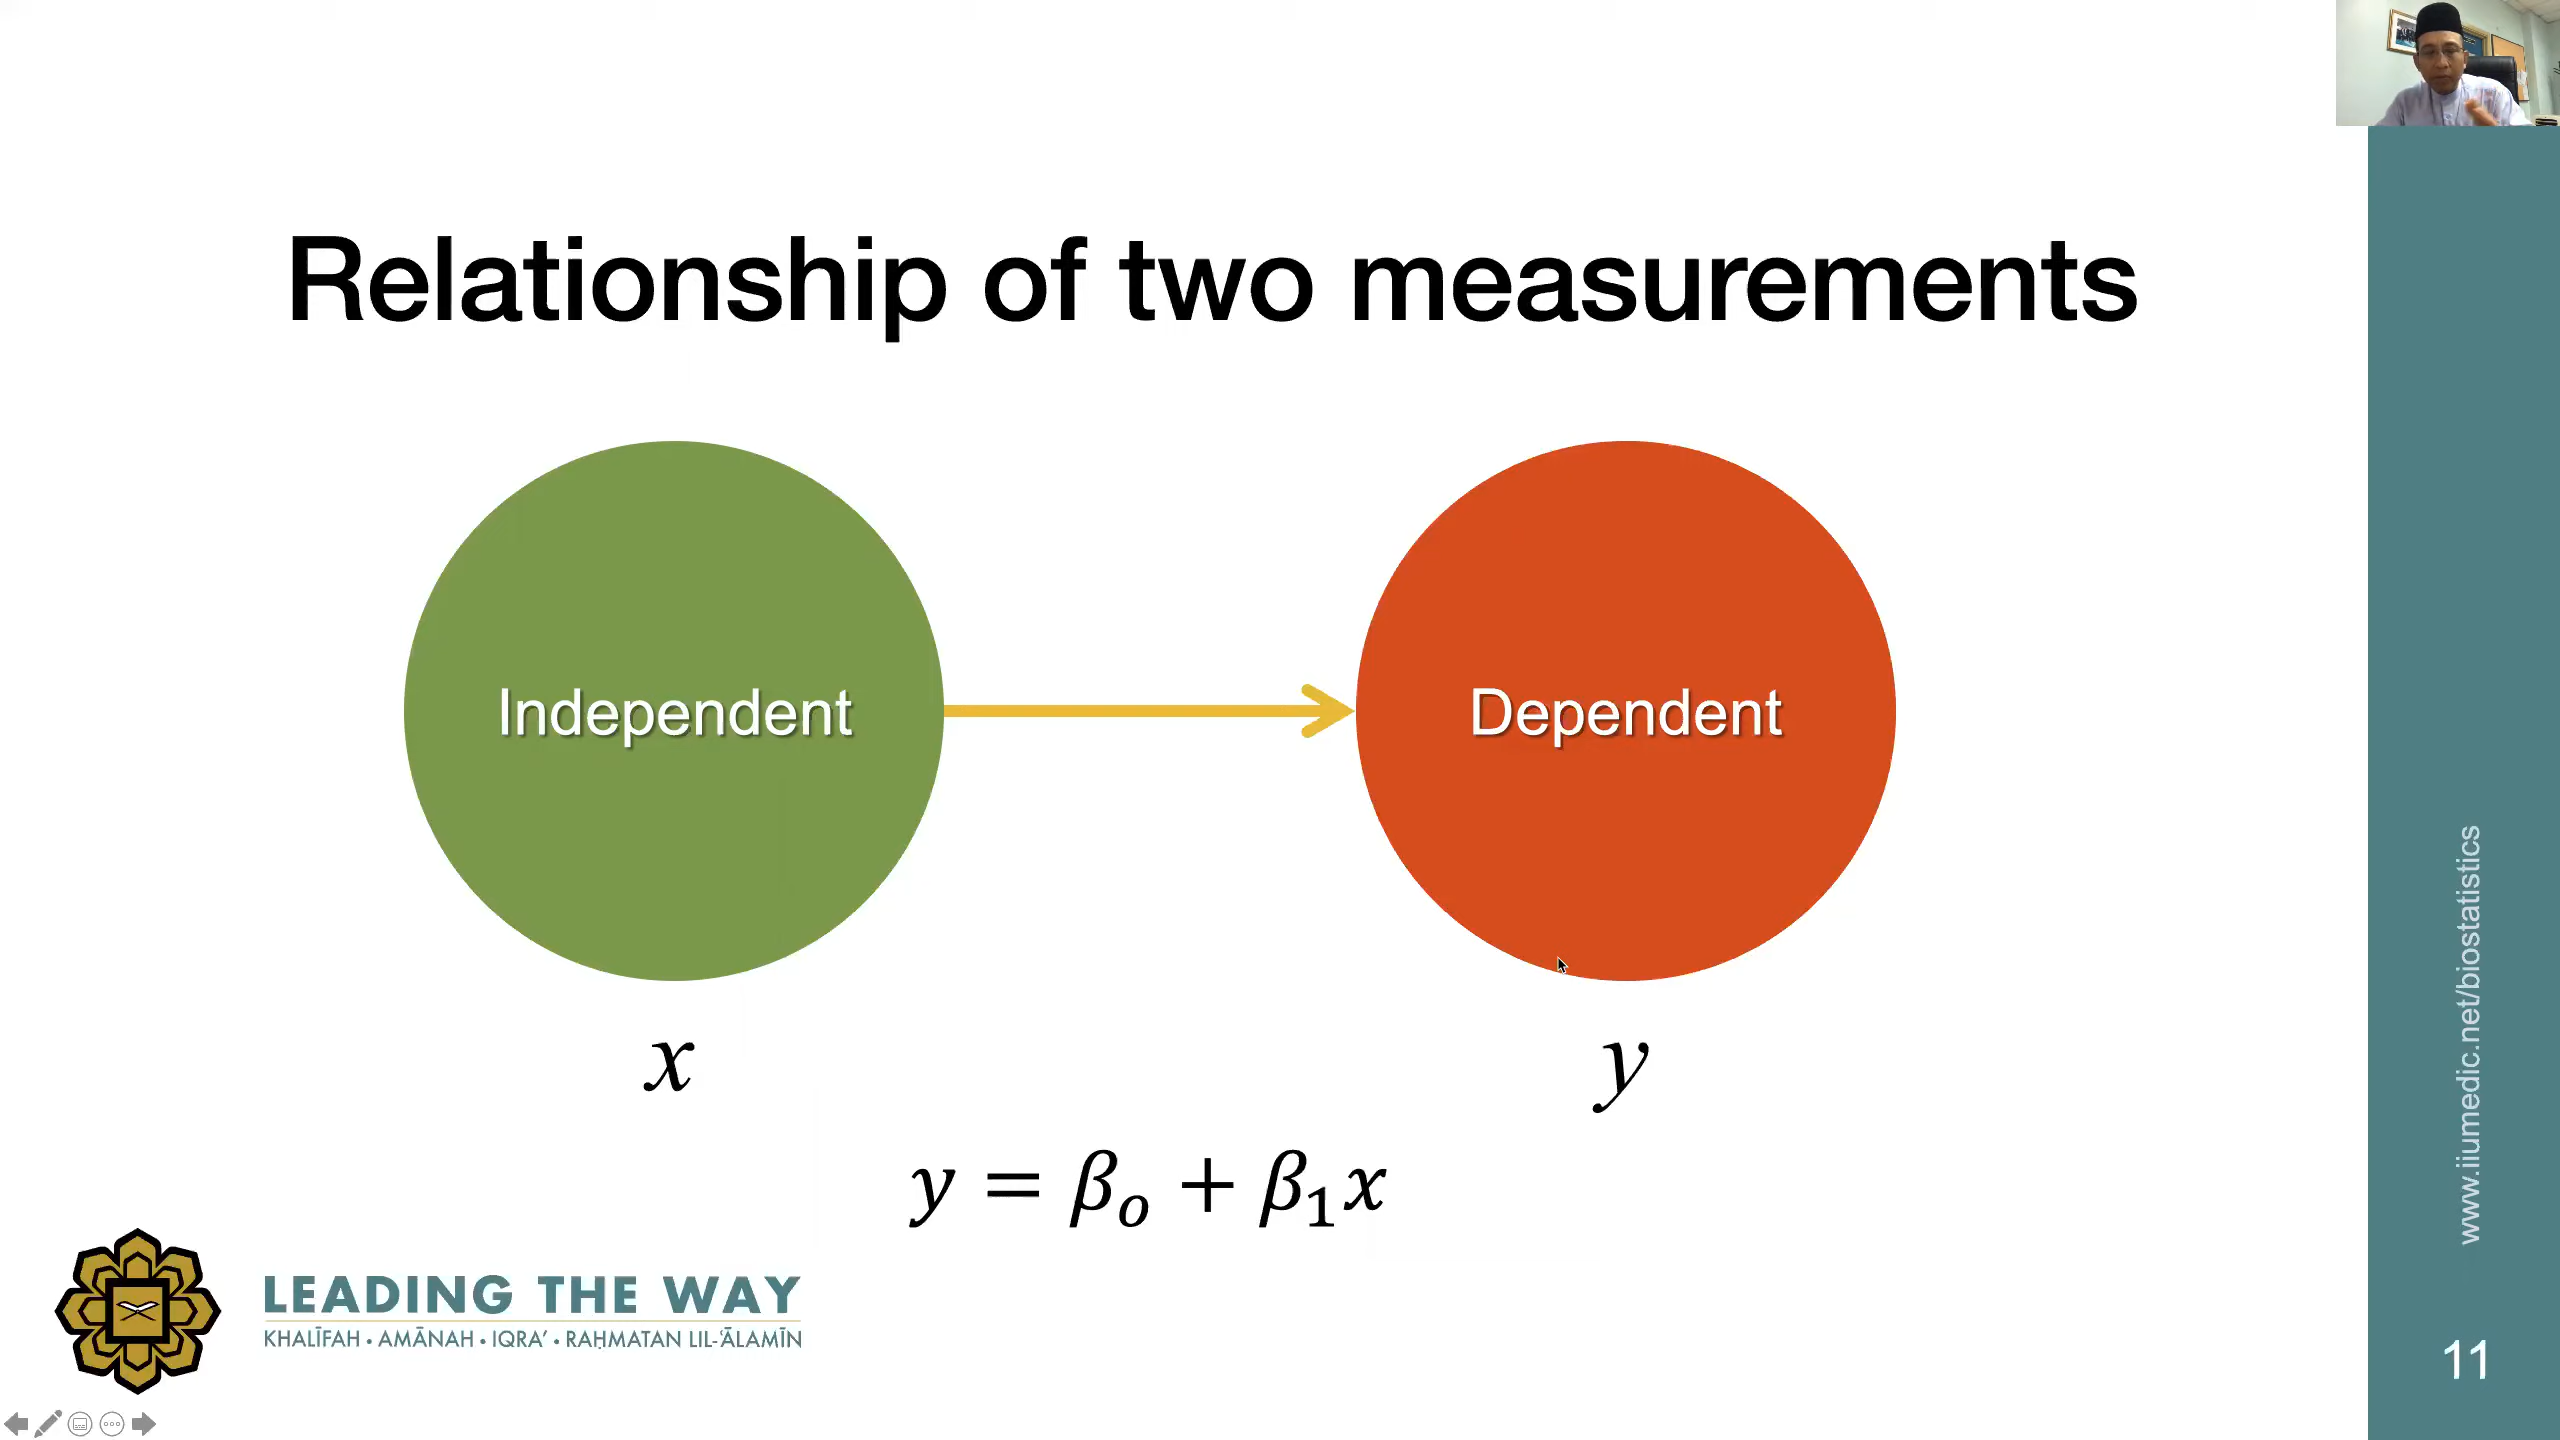 Relationship of two measurements
Independent
Dependent
x
y
y = βₒ + β₁x
LEADING THE WAY
KHALĪFAH • AMĀNAH • IQRA’ • RAḤMATAN LIL-ʿĀLAMĪN
www.iiumedic.net/biostatistics
11